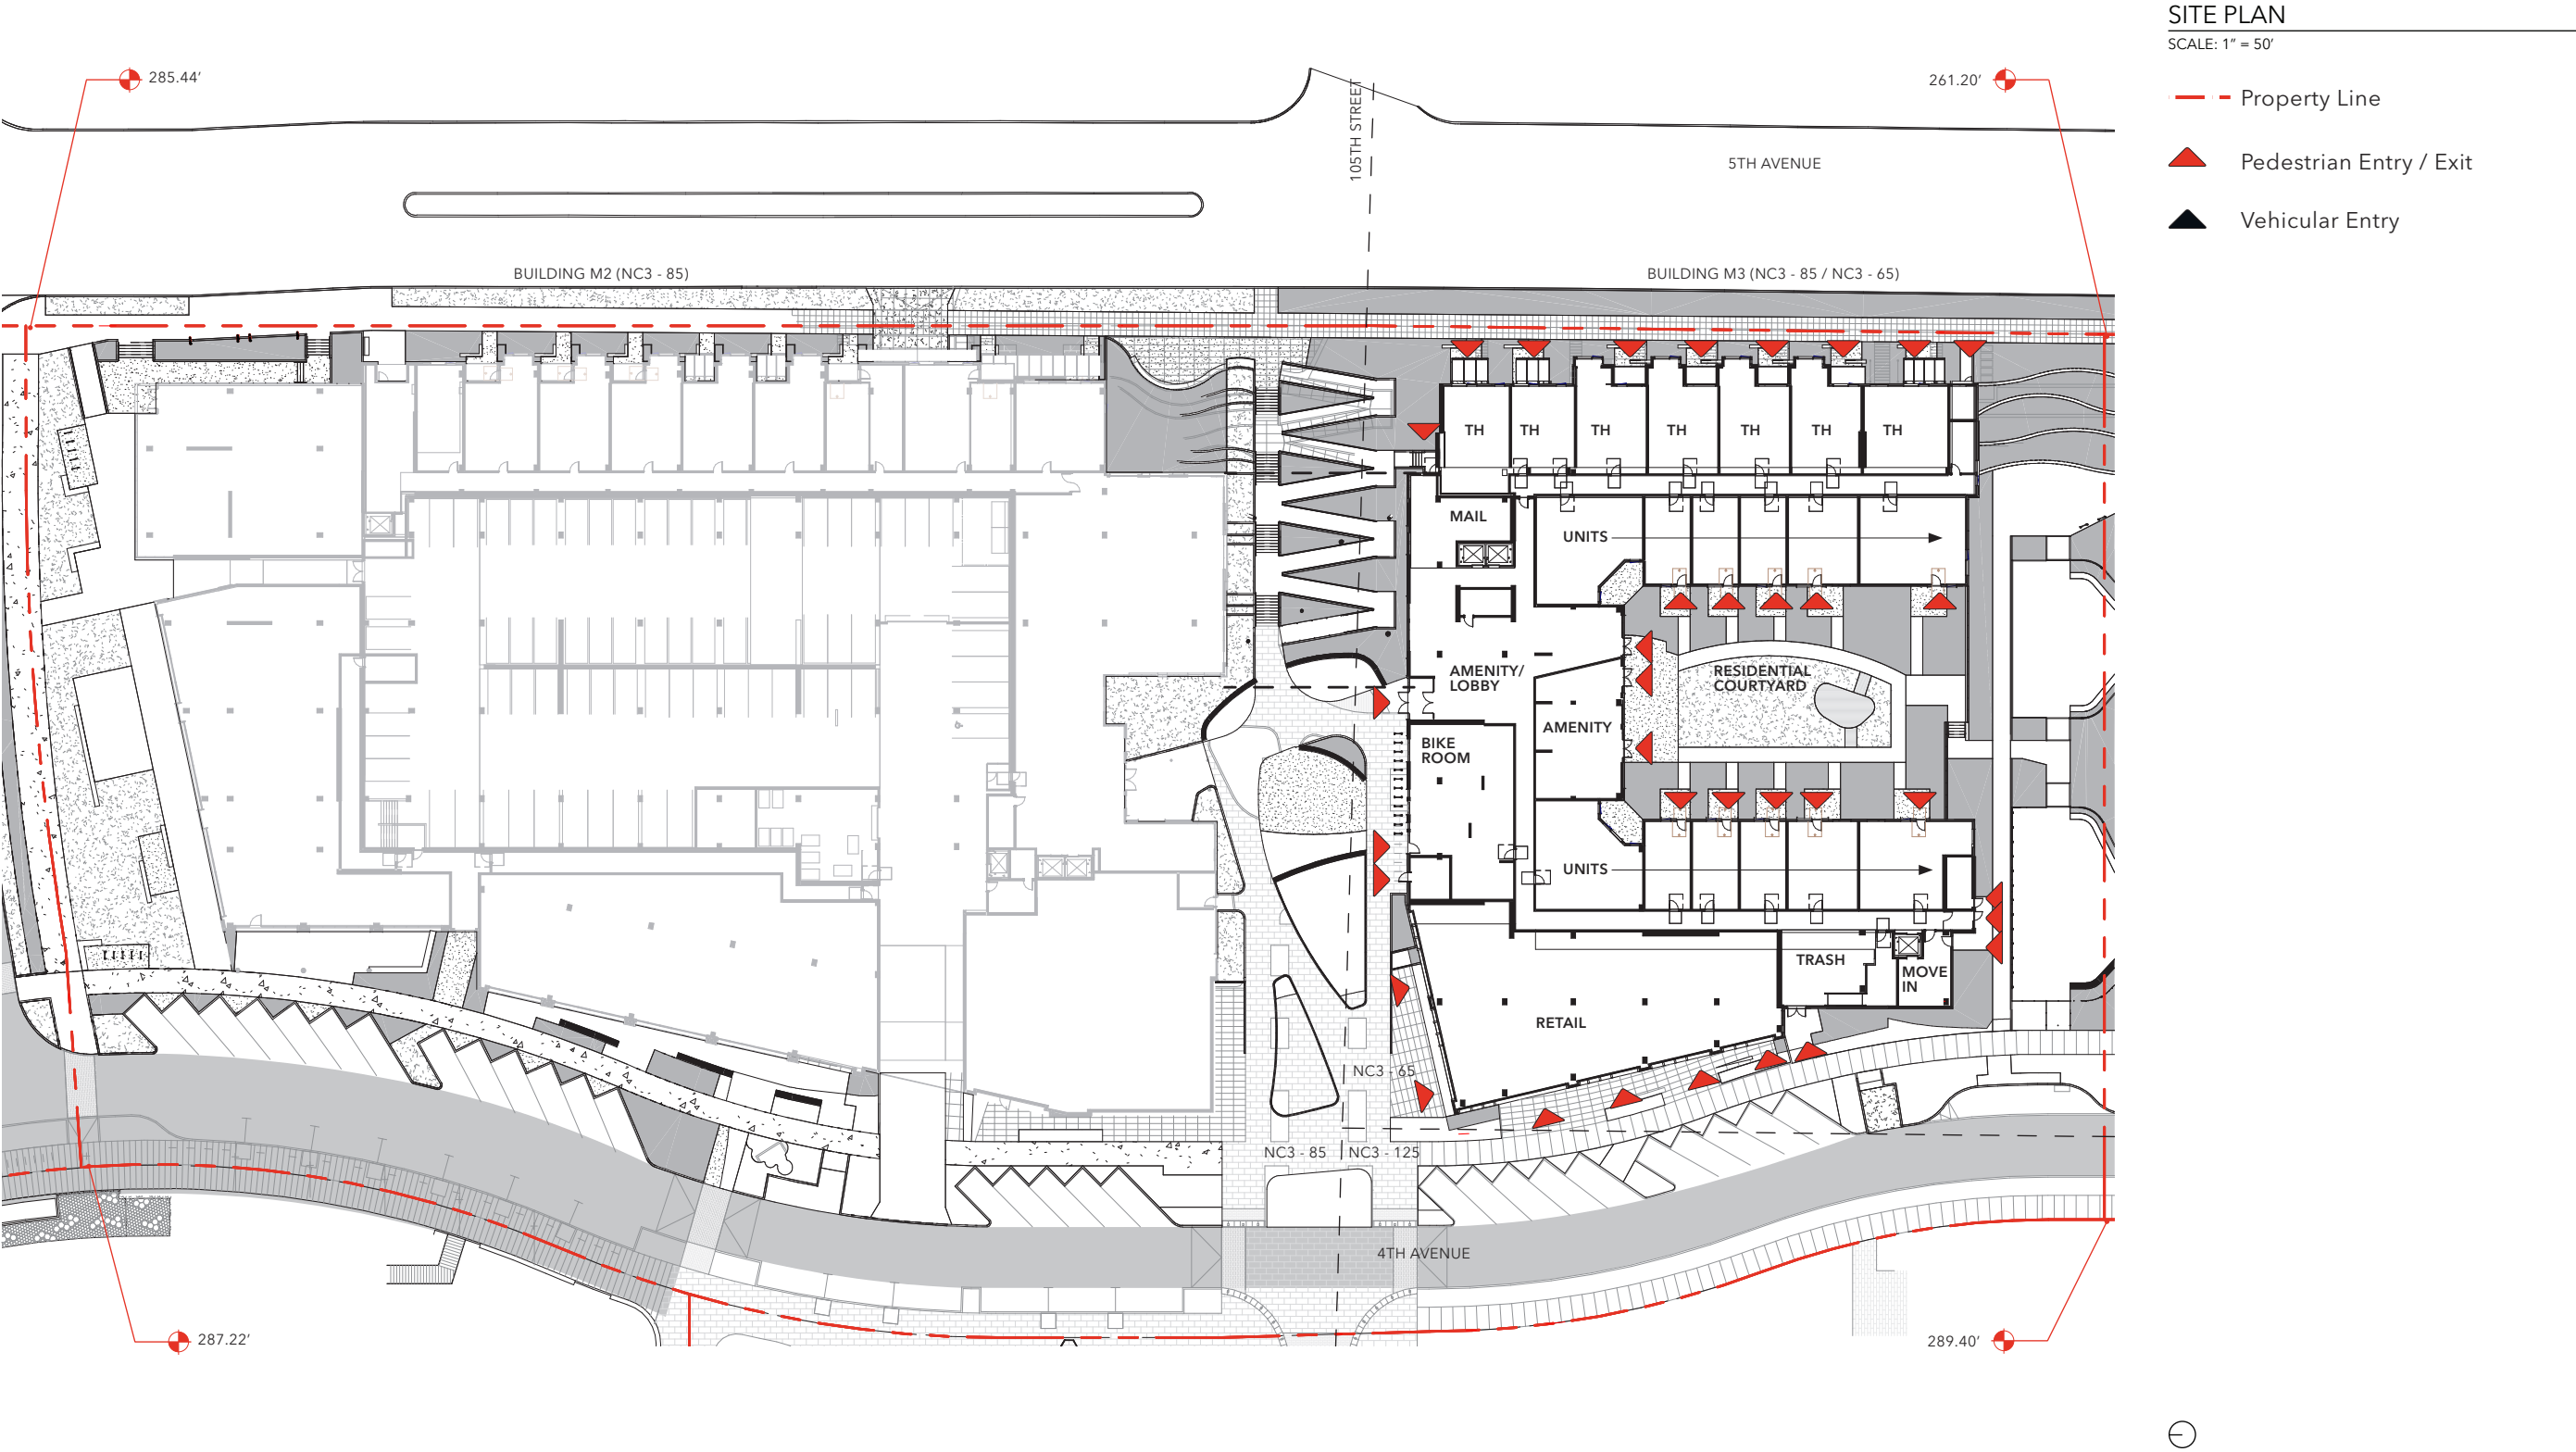 SITE PLAN
SCALE: 1” = 50’
Property Line
Pedestrian Entry / Exit
Vehicular Entry
285.44’
261.20’
105TH STREET
5TH AVENUE
BUILDING M2 (NC3 - 85)
BUILDING M3 (NC3 - 85 / NC3 - 65)
TH
TH
TH
TH
TH
TH
TH
MAIL
UNITS
AMENITY/
LOBBY
RESIDENTIAL
COURTYARD
AMENITY
BIKE
ROOM
UNITS
TRASH
MOVE
IN
RETAIL
NC3 - 65
NC3 - 85
NC3 - 125
4TH AVENUE
287.22’
289.40’